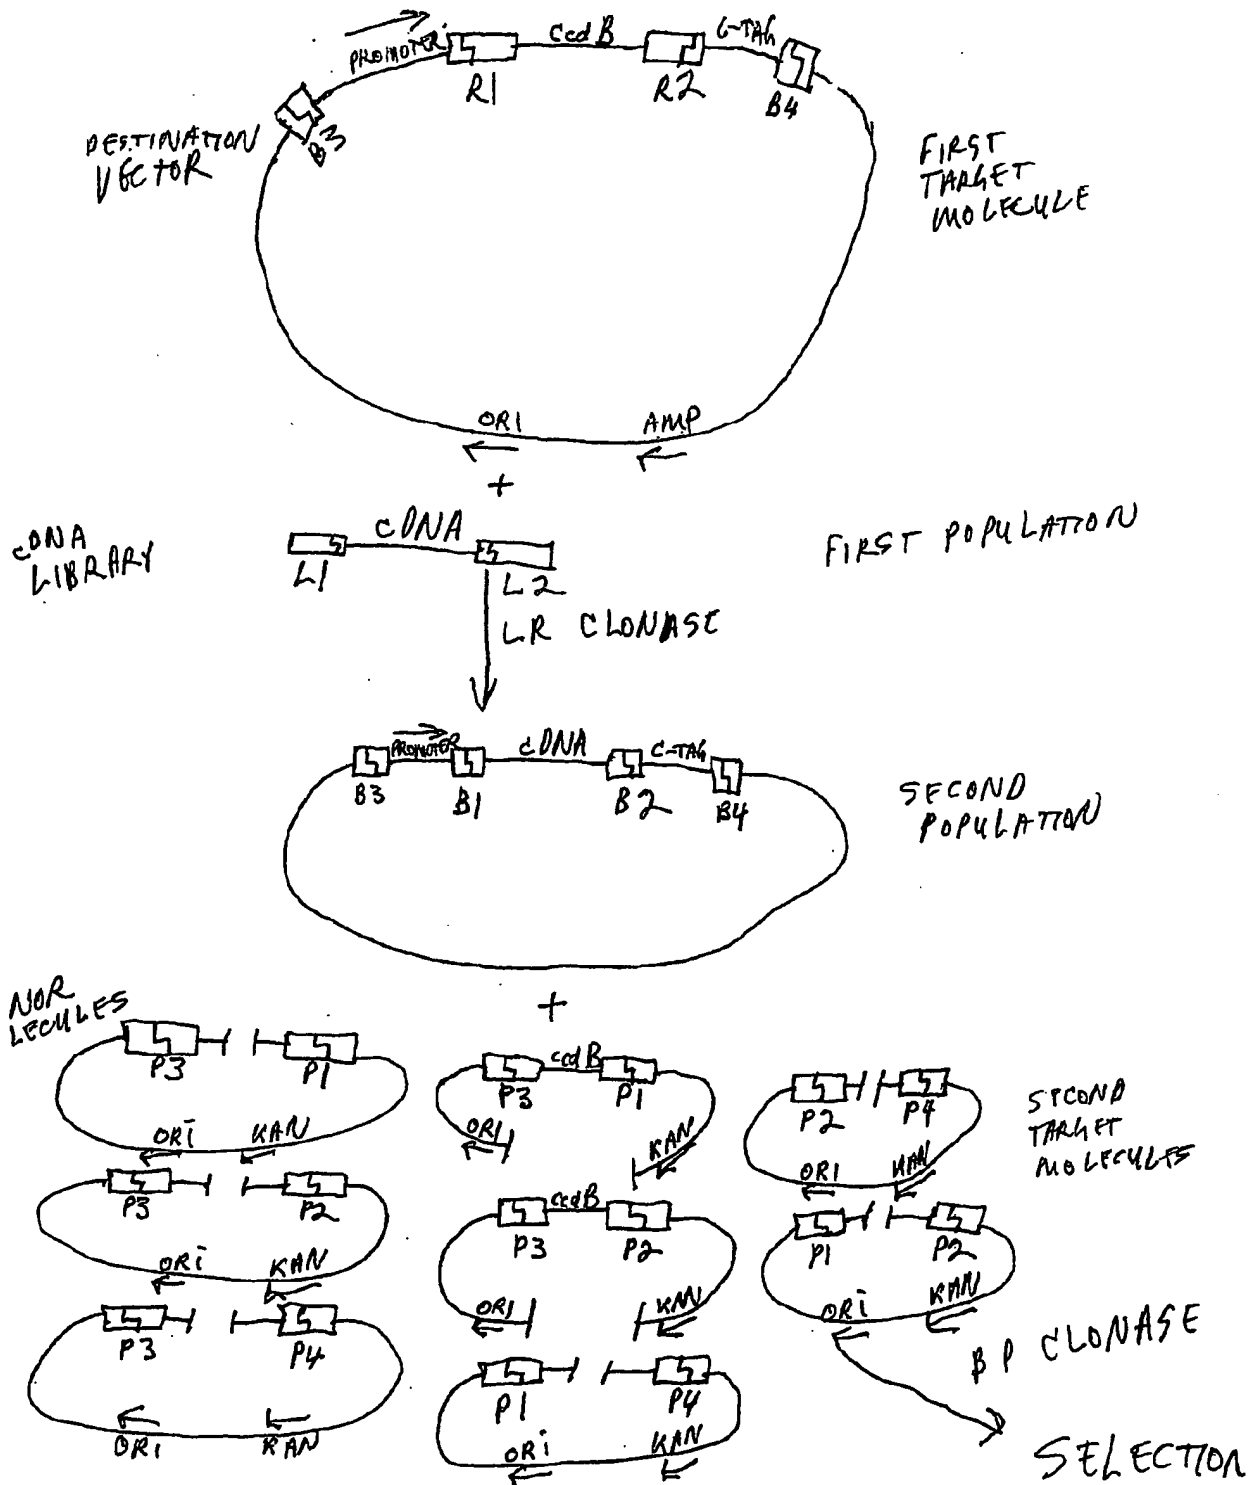 PROMOTER
R1
ccdB
R2
C-TAG
B4
B3
DESTINATION
VECTOR
FIRST
TARGET
MOLECULE
ORI
AMP
+
cDNA
LIBRARY
cDNA
L1
L2
FIRST POPULATION
LR CLONASE
PROMOTER
cDNA
C-TAG
B3
B1
B2
B4
SECOND
POPULATION
+
NOR
LECULES
P3
P1
ORI
KAN
P3
ccdB
P1
ORI
KAN
P2
P4
ORI
KAN
SECOND
TARGET
MOLECULES
P3
P2
ORI
KAN
P3
ccdB
P2
ORI
KAN
P1
P2
ORI
KAN
P3
P4
ORI
KAN
P1
P4
ORI
KAN
BP CLONASE
SELECTION